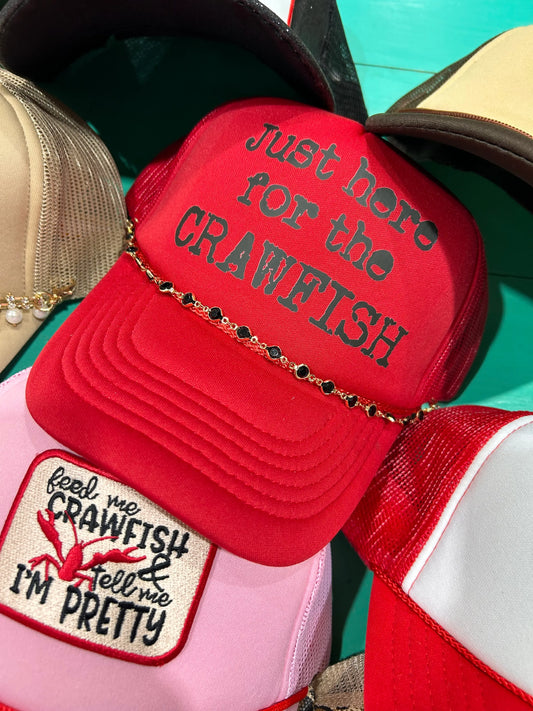 Just here
for the
CRAWFISH
feed me
CRAWFISH
&
tell me
I'M PRETTY